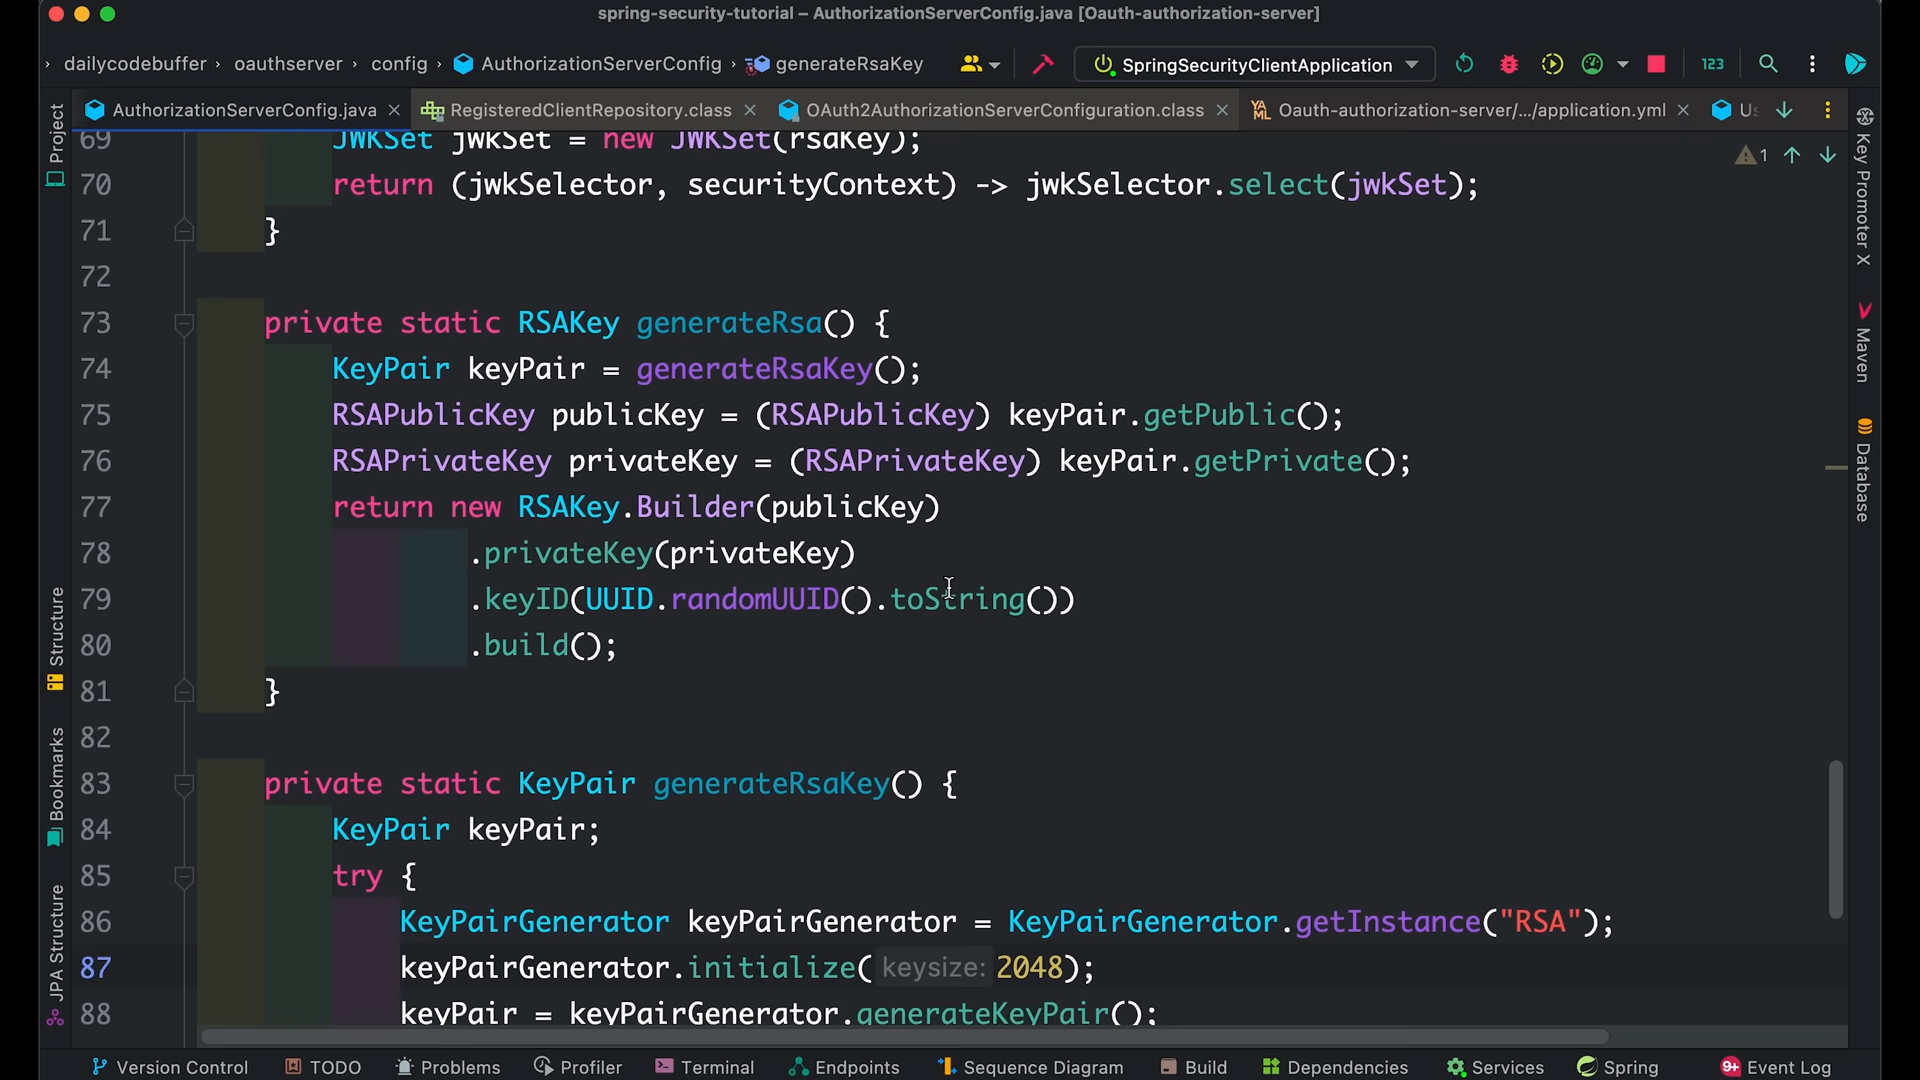 spring-security-tutorial – AuthorizationServerConfig.java [Oauth-authorization-server]
dailycodebuffer › oauthserver › config › AuthorizationServerConfig › generateRsaKey
SpringSecurityClientApplication
123
AuthorizationServerConfig.java
RegisteredClientRepository.class
OAuth2AuthorizationServerConfiguration.class
Oauth-authorization-server/.../application.yml
Us
Project
Structure
Bookmarks
JPA Structure
1
69 JWKSet jwkSet = new JWKSet(rsaKey);
70 return (jwkSelector, securityContext) -> jwkSelector.select(jwkSet);
71 }
72
73 private static RSAKey generateRsa() {
74 KeyPair keyPair = generateRsaKey();
75 RSAPublicKey publicKey = (RSAPublicKey) keyPair.getPublic();
76 RSAPrivateKey privateKey = (RSAPrivateKey) keyPair.getPrivate();
77 return new RSAKey.Builder(publicKey)
78 .privateKey(privateKey)
79 .keyID(UUID.randomUUID().toString())
80 .build();
81 }
82
83 private static KeyPair generateRsaKey() {
84 KeyPair keyPair;
85 try {
86 KeyPairGenerator keyPairGenerator = KeyPairGenerator.getInstance("RSA");
87 keyPairGenerator.initialize( keysize: 2048);
88 keyPair = keyPairGenerator.generateKeyPair();
Key Promoter X
Maven
Database
Version Control
TODO
Problems
Profiler
Terminal
Endpoints
Sequence Diagram
Build
Dependencies
Services
Spring
9+ Event Log